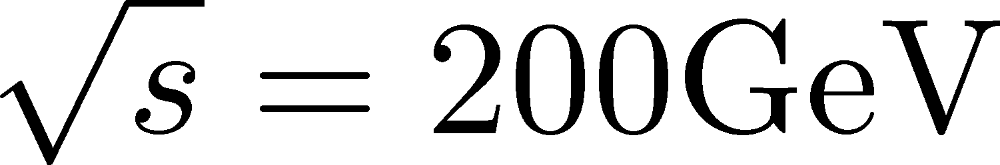 √s = 200GeV